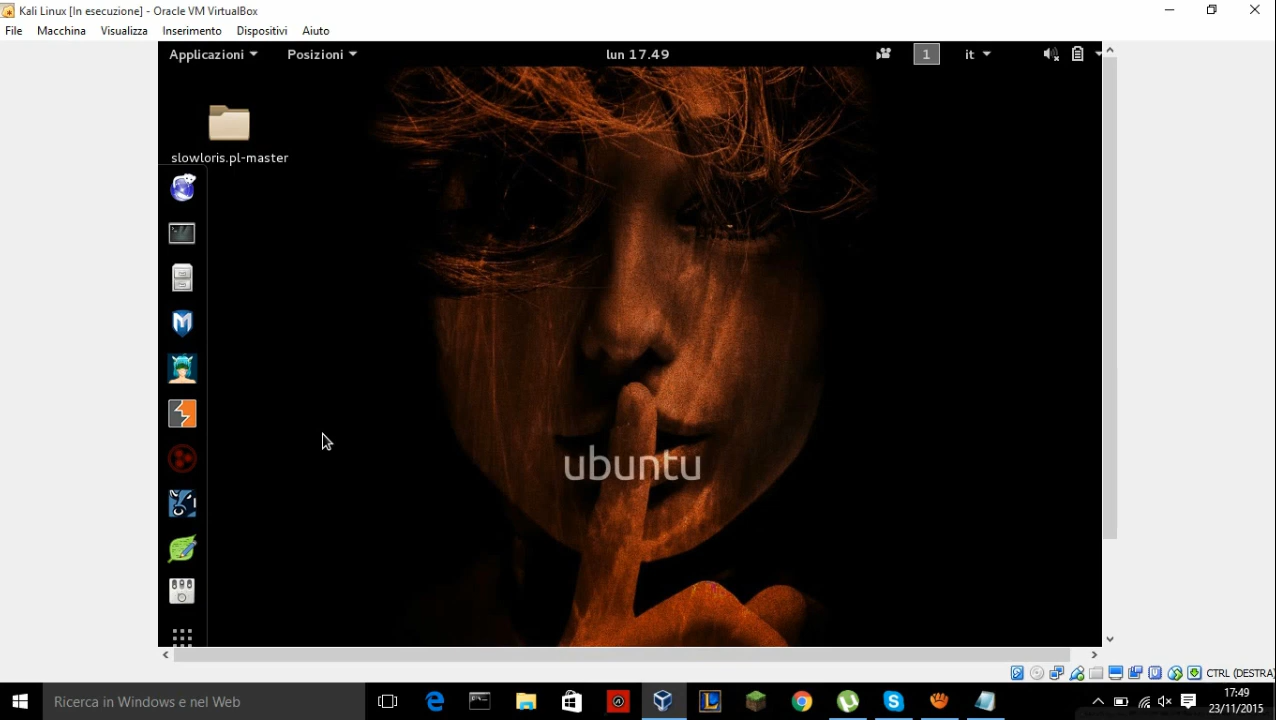 Kali Linux [In esecuzione] - Oracle VM VirtualBox
File Macchina Visualizza Inserimento Dispositivi Aiuto
Applicazioni Posizioni lun 17.49 1 it
slowloris.pl-master
ubuntu
CTRL (DESTRA)
Ricerca in Windows e nel Web
17:49
23/11/2015